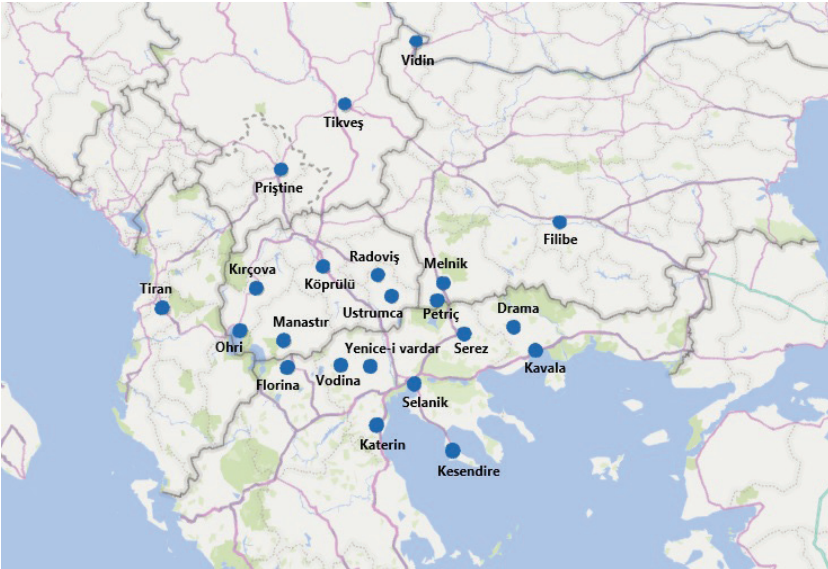 Vidin
Tikveş
Priştine
Filibe
Radoviş
Melnik
Kırçova
Köprülü
Tiran
Ustrumca
Petriç
Drama
Manastır
Ohri
Yenice-i vardar
Serez
Kavala
Florina
Vodina
Selanik
Katerin
Kesendire